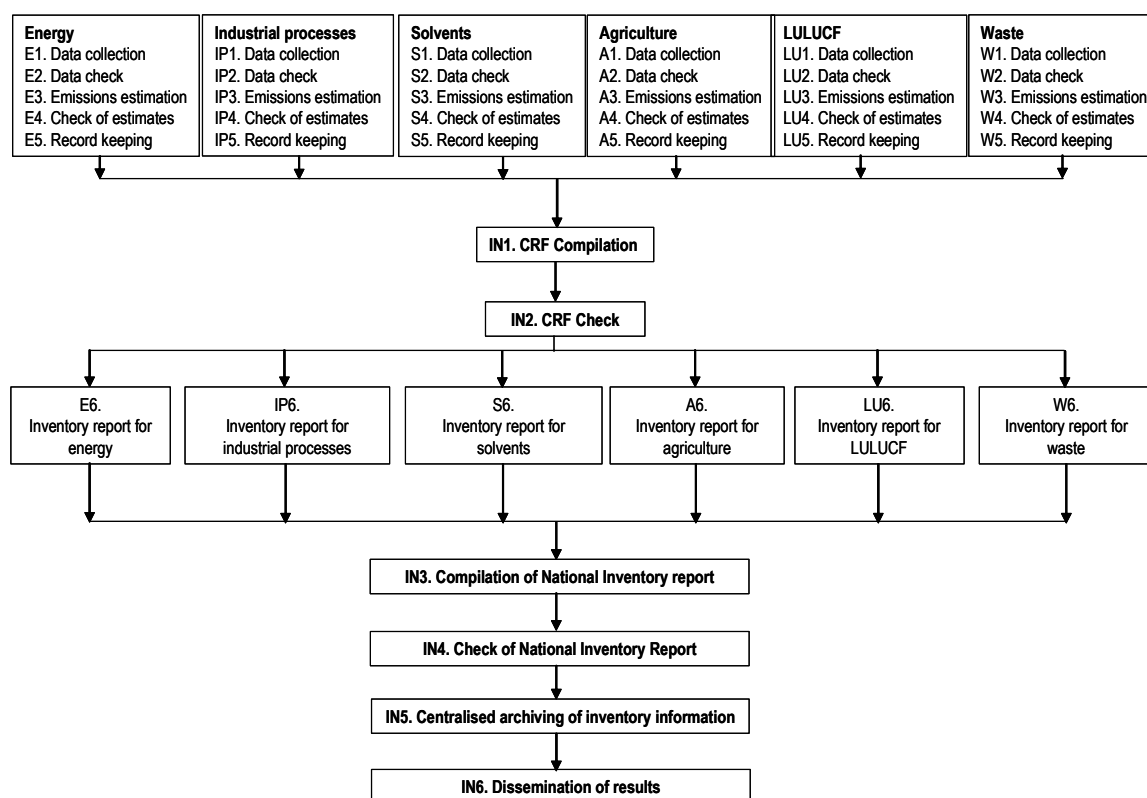 Energy
E1. Data collection
E2. Data check
E3. Emissions estimation
E4. Check of estimates
E5. Record keeping
Industrial processes
IP1. Data collection
IP2. Data check
IP3. Emissions estimation
IP4. Check of estimates
IP5. Record keeping
Solvents
S1. Data collection
S2. Data check
S3. Emissions estimation
S4. Check of estimates
S5. Record keeping
Agriculture
A1. Data collection
A2. Data check
A3. Emissions estimation
A4. Check of estimates
A5. Record keeping
LULUCF
LU1. Data collection
LU2. Data check
LU3. Emissions estimation
LU4. Check of estimates
LU5. Record keeping
Waste
W1. Data collection
W2. Data check
W3. Emissions estimation
W4. Check of estimates
W5. Record keeping
IN1. CRF Compilation
IN2. CRF Check
E6.
Inventory report for
energy
IP6.
Inventory report for
industrial processes
S6.
Inventory report for
solvents
A6.
Inventory report for
agriculture
LU6.
Inventory report for
LULUCF
W6.
Inventory report for
waste
IN3. Compilation of National Inventory report
IN4. Check of National Inventory Report
IN5. Centralised archiving of inventory information
IN6. Dissemination of results